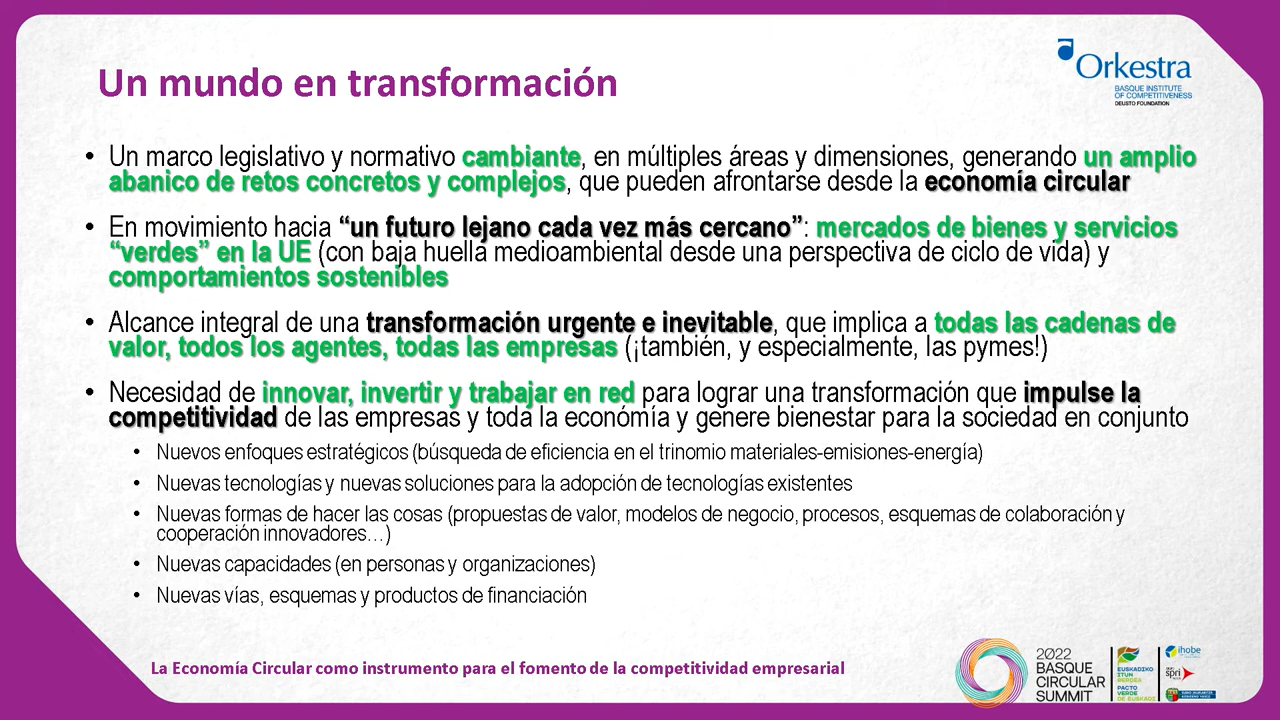 Un mundo en transformación
Orkestra
BASQUE INSTITUTE
OF COMPETITIVENESS
DEUSTO FOUNDATION
• Un marco legislativo y normativo cambiante, en múltiples áreas y dimensiones, generando un amplio
abanico de retos concretos y complejos, que pueden afrontarse desde la economía circular
• En movimiento hacia “un futuro lejano cada vez más cercano”: mercados de bienes y servicios
“verdes” en la UE (con baja huella medioambiental desde una perspectiva de ciclo de vida) y
comportamientos sostenibles
• Alcance integral de una transformación urgente e inevitable, que implica a todas las cadenas de
valor, todos los agentes, todas las empresas (¡también, y especialmente, las pymes!)
• Necesidad de innovar, invertir y trabajar en red para lograr una transformación que impulse la
competitividad de las empresas y toda la económía y genere bienestar para la sociedad en conjunto
• Nuevos enfoques estratégicos (búsqueda de eficiencia en el trinomio materiales-emisiones-energía)
• Nuevas tecnologías y nuevas soluciones para la adopción de tecnologías existentes
• Nuevas formas de hacer las cosas (propuestas de valor, modelos de negocio, procesos, esquemas de colaboración y
cooperación innovadores…)
• Nuevas capacidades (en personas y organizaciones)
• Nuevas vías, esquemas y productos de financiación
La Economía Circular como instrumento para el fomento de la competitividad empresarial
2022
BASQUE
CIRCULAR
SUMMIT
EUSKADIKO
ITUN
BERDEA
PACTO
VERDE
DE EUSKADI
ihobe
spri